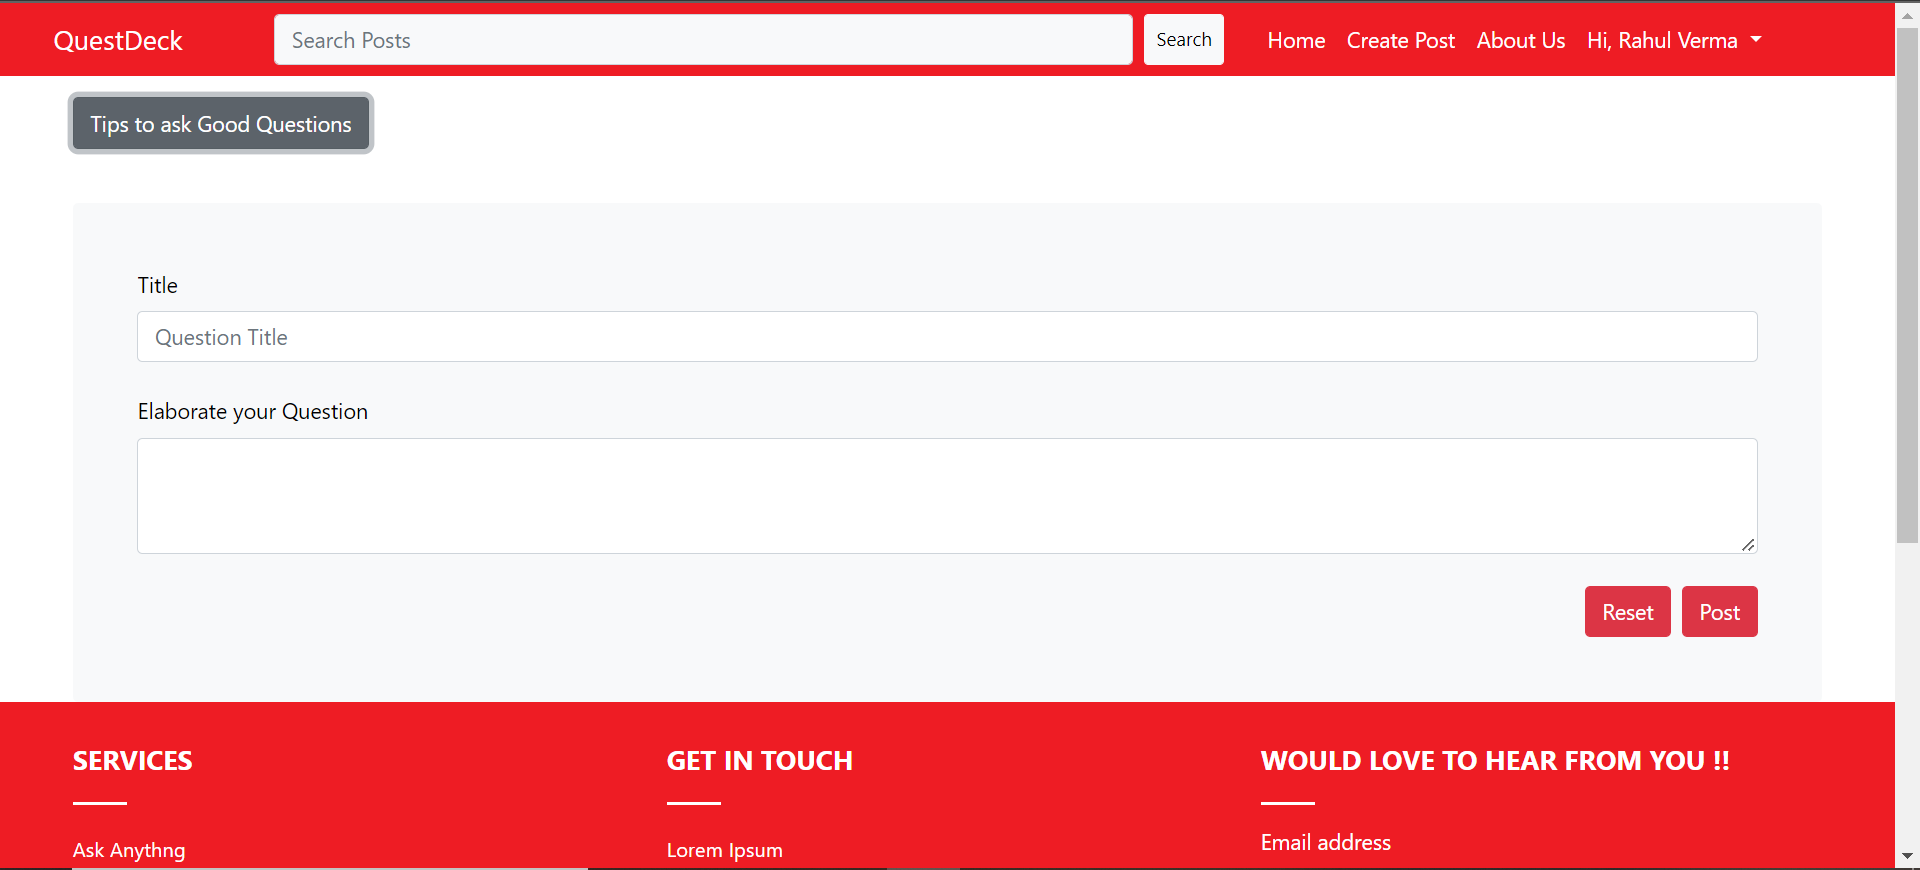 QuestDeck
Search Posts
Search
Home
Create Post
About Us
Hi, Rahul Verma
Tips to ask Good Questions
Title
Question Title
Elaborate your Question
Reset
Post
SERVICES
GET IN TOUCH
WOULD LOVE TO HEAR FROM YOU !!
Ask Anythng
Lorem Ipsum
Email address